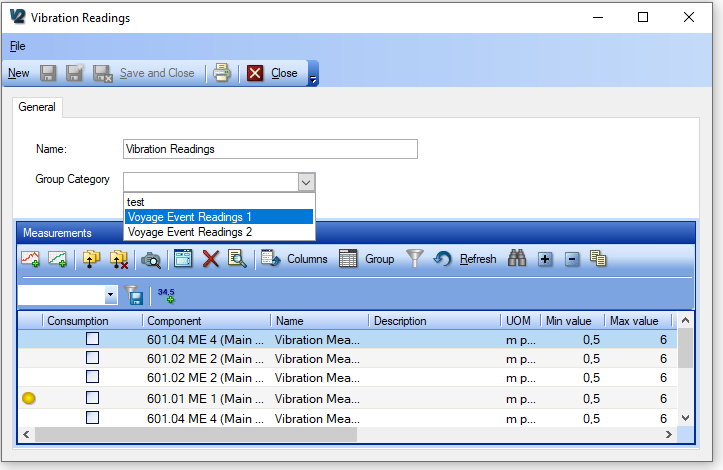 V2 Vibration Readings
File
New Save and Close Close
General
Name: Vibration Readings
Group Category
test
Voyage Event Readings 1
Voyage Event Readings 2
Measurements
Columns Group Refresh
34,5
Consumption Component Name Description UOM Min value Max value
601.04 ME 4 (Main ... Vibration Mea... m p... 0,5 6
601.02 ME 2 (Main ... Vibration Mea... m p... 0,5 6
601.02 ME 2 (Main ... Vibration Mea... m p... 0,5 6
601.01 ME 1 (Main ... Vibration Mea... m p... 0,5 6
601.04 ME 4 (Main ... Vibration Mea... m p... 0,5 6